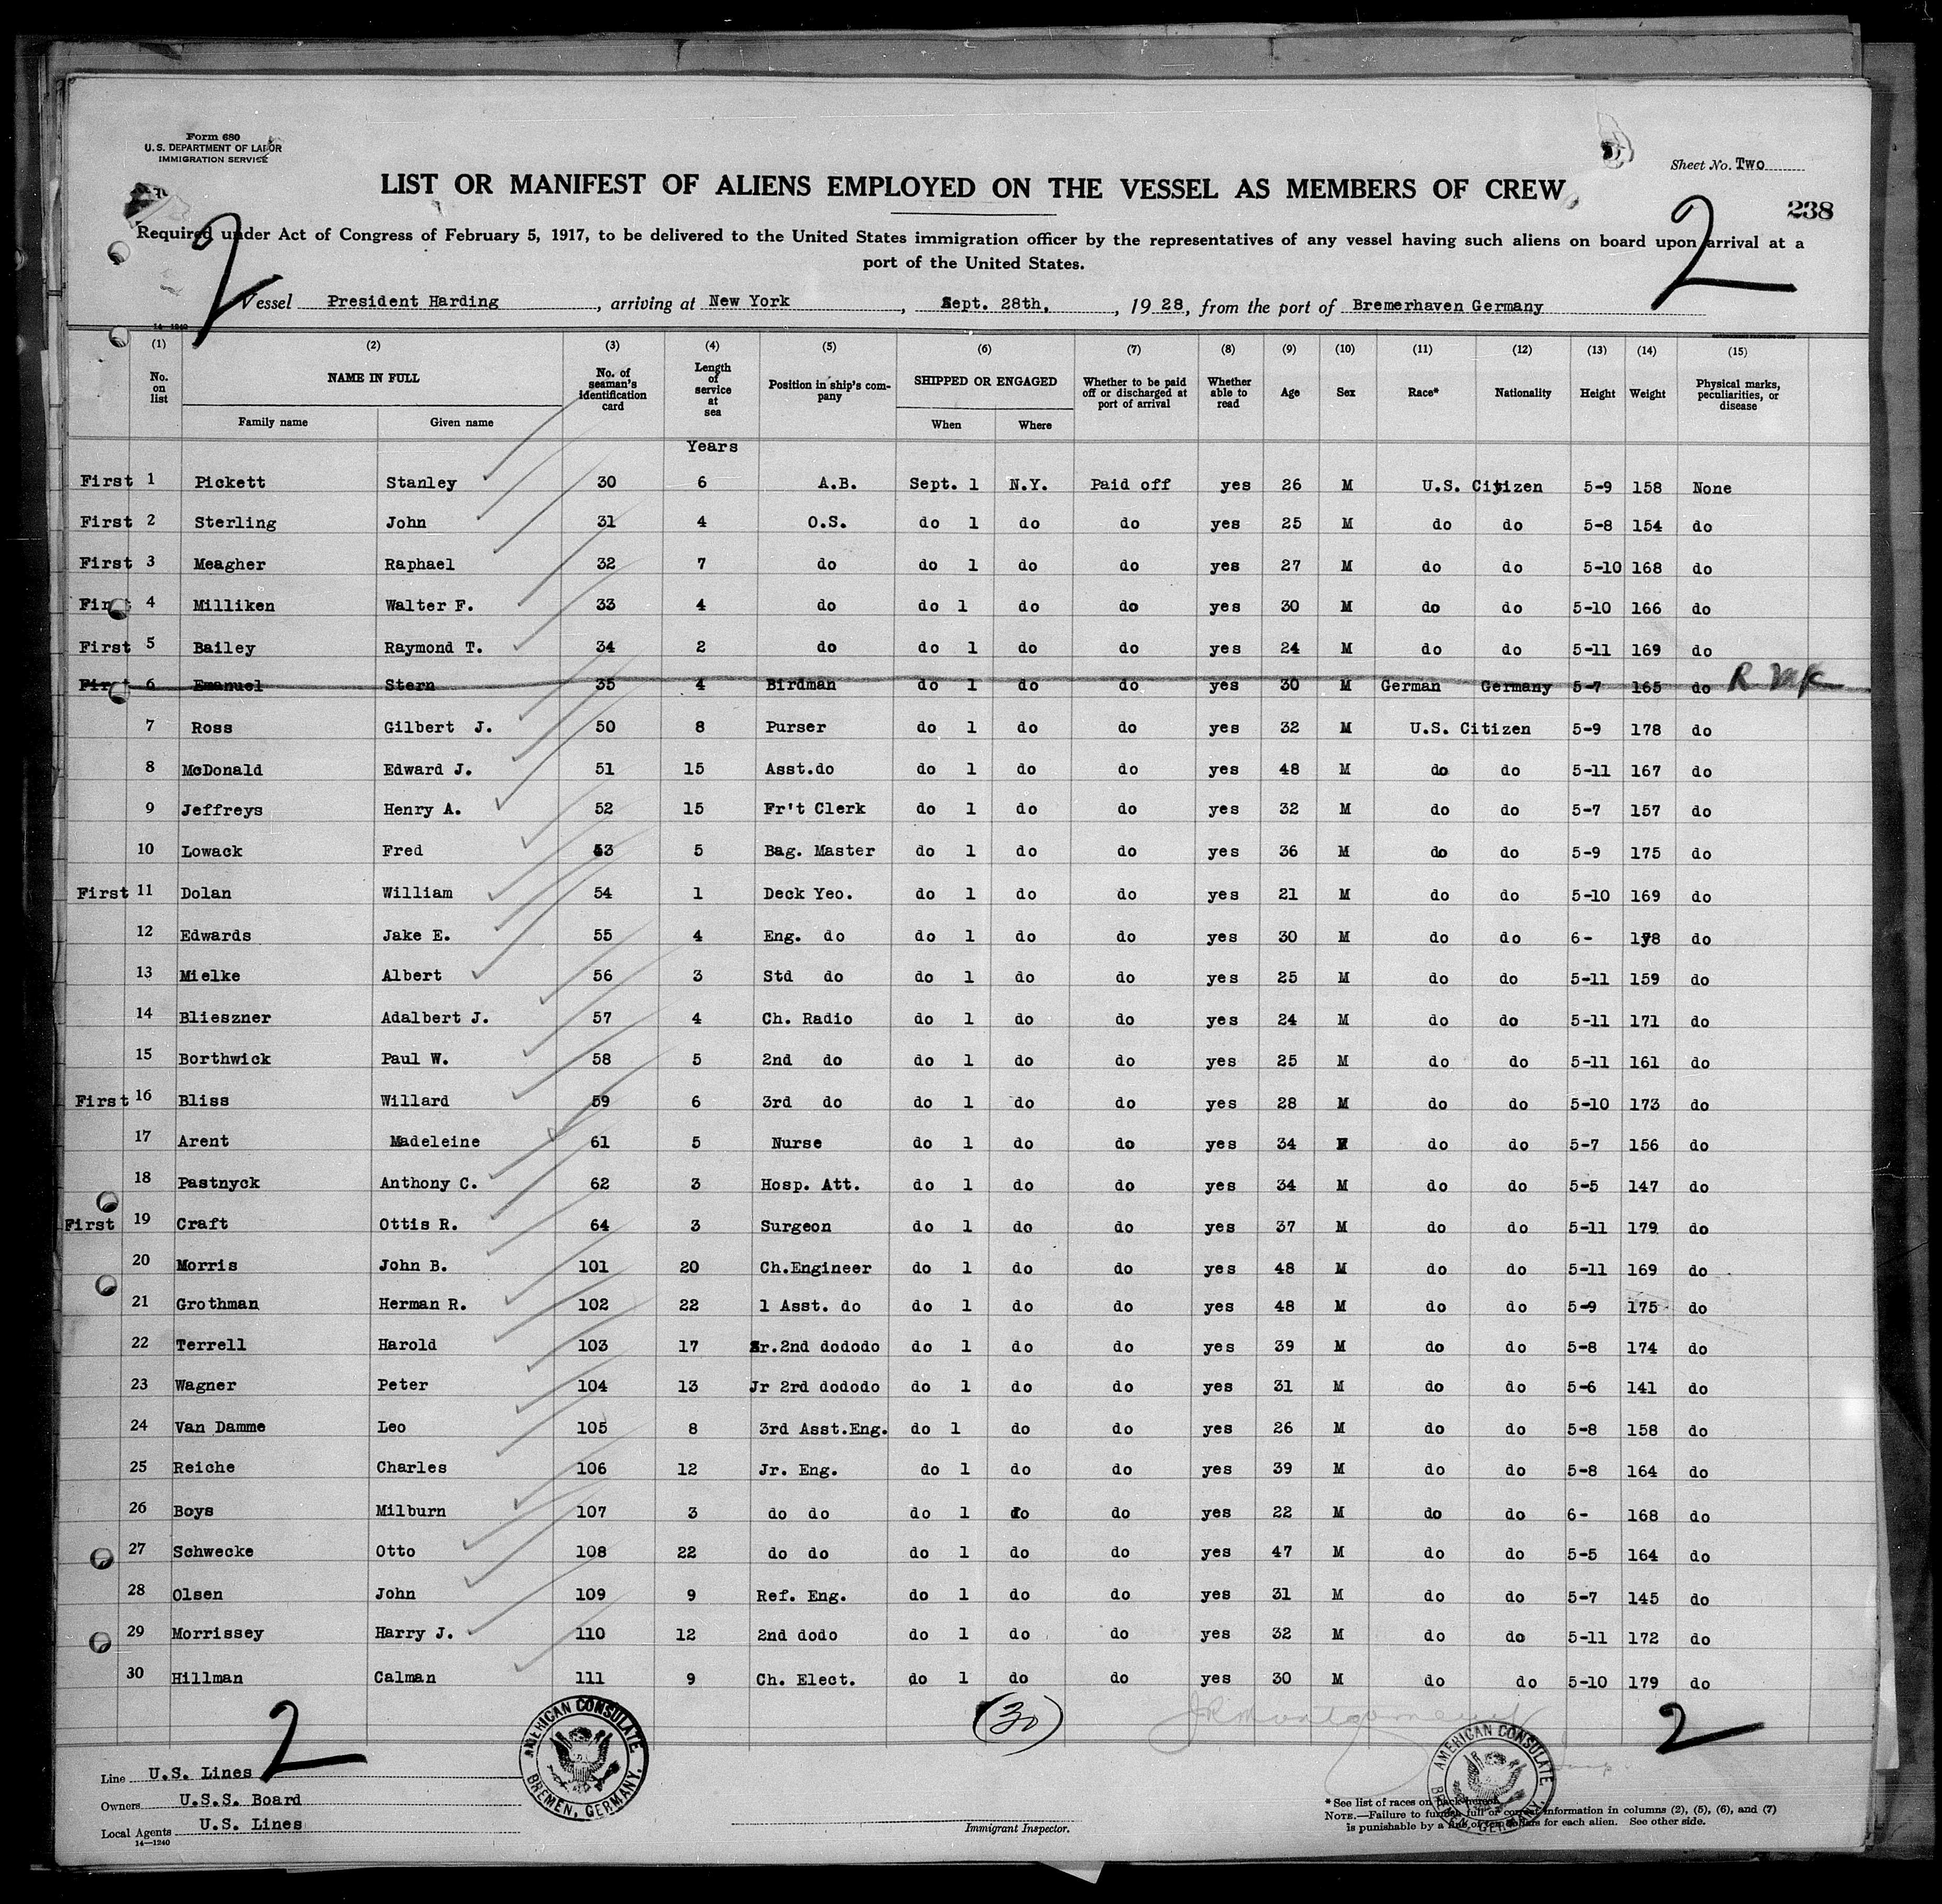 Form 680
U. S. DEPARTMENT OF LABOR
IMMIGRATION SERVICE
Sheet No. Two
LIST OR MANIFEST OF ALIENS EMPLOYED ON THE VESSEL AS MEMBERS OF CREW
238
2
2
Required under Act of Congress of February 5, 1917, to be delivered to the United States immigration officer by the representatives of any vessel having such aliens on board upon arrival at a
port of the United States.
Vessel President Harding, arriving at New York, Sept. 28th, 1928, from the port of Bremerhaven Germany
14—1240
(1) (2) (3) (4) (5) (6) (7) (8) (9) (10) (11) (12) (13) (14) (15)
No. on list NAME IN FULL Family name Given name No. of seaman's identification card Length of service at sea Position in ship's company SHIPPED OR ENGAGED When Where Whether to be paid off or discharged at port of arrival Whether able to read Age Sex Race* Nationality Height Weight Physical marks, peculiarities, or disease
Years
First 1 Pickett Stanley 30 6 A.B. Sept. 1 N.Y. Paid off yes 26 M U.S. Citizen 5-9 158 None
First 2 Sterling John 31 4 O.S. do 1 do do yes 25 M do do 5-8 154 do
First 3 Meagher Raphael 32 7 do do 1 do do yes 27 M do do 5-10 168 do
First 4 Milliken Walter F. 33 4 do do 1 do do yes 30 M do do 5-10 166 do
First 5 Bailey Raymond T. 34 2 do do 1 do do yes 24 M do do 5-11 169 do
First 6 Emanuel Stern 35 4 Birdman do 1 do do yes 30 M German Germany 5-7 165 do
7 Ross Gilbert J. 50 8 Purser do 1 do do yes 32 M U.S. Citizen 5-9 178 do
8 McDonald Edward J. 51 15 Asst.do do 1 do do yes 48 M do do 5-11 167 do
9 Jeffreys Henry A. 52 15 Fr't Clerk do 1 do do yes 32 M do do 5-7 157 do
10 Lowack Fred 53 5 Bag. Master do 1 do do yes 36 M do do 5-9 175 do
First 11 Dolan William 54 1 Deck Yeo. do 1 do do yes 21 M do do 5-10 169 do
12 Edwards Jake E. 55 4 Eng. do do 1 do do yes 30 M do do 6- 178 do
13 Mielke Albert 56 3 Std do do 1 do do yes 25 M do do 5-11 159 do
14 Blieszner Adalbert J. 57 4 Ch. Radio do 1 do do yes 24 M do do 5-11 171 do
15 Borthwick Paul W. 58 5 2nd do do 1 do do yes 25 M do do 5-11 161 do
First 16 Bliss Willard 59 6 3rd do do 1 do do yes 28 M do do 5-10 173 do
17 Arent Madeleine 61 5 Nurse do 1 do do yes 34 do do 5-7 156 do
18 Pastnyck Anthony C. 62 3 Hosp. Att. do 1 do do yes 34 M do do 5-5 147 do
First 19 Craft Ottis R. 64 3 Surgeon do 1 do do yes 37 M do do 5-11 179 do
20 Morris John B. 101 20 Ch.Engineer do 1 do do yes 48 M do do 5-11 169 do
21 Grothman Herman R. 102 22 1 Asst. do do 1 do do yes 48 M do do 5-9 175 do
22 Terrell Harold 103 17 Sr.2nd dododo do 1 do do yes 39 M do do 5-8 174 do
23 Wagner Peter 104 13 Jr 2rd dododo do 1 do do yes 31 M do do 5-6 141 do
24 Van Damme Leo 105 8 3rd Asst.Eng. do 1 do do yes 26 M do do 5-8 158 do
25 Reiche Charles 106 12 Jr. Eng. do 1 do do yes 39 M do do 5-8 164 do
26 Boys Milburn 107 3 do do do 1 do do yes 22 M do do 6- 168 do
27 Schwecke Otto 108 22 do do do 1 do do yes 47 M do do 5-5 164 do
28 Olsen John 109 9 Ref. Eng. do 1 do do yes 31 M do do 5-7 145 do
29 Morrissey Harry J. 110 12 2nd dodo do 1 do do yes 32 M do do 5-11 172 do
30 Hillman Calman 111 9 Ch. Elect. do 1 do do yes 30 M do do 5-10 179 do
(30)
2
2
AMERICAN CONSULATE
BREMEN, GERMANY.
AMERICAN CONSULATE
Line U.S. Lines
Owners U.S.S. Board
Local Agents U.S. Lines
14—1240
Immigrant Inspector.
* See list of races on back hereof.
NOTE.—Failure to furnish full or correct information in columns (2), (5), (6), and (7)
is punishable by a fine of ten dollars for each alien. See other side.